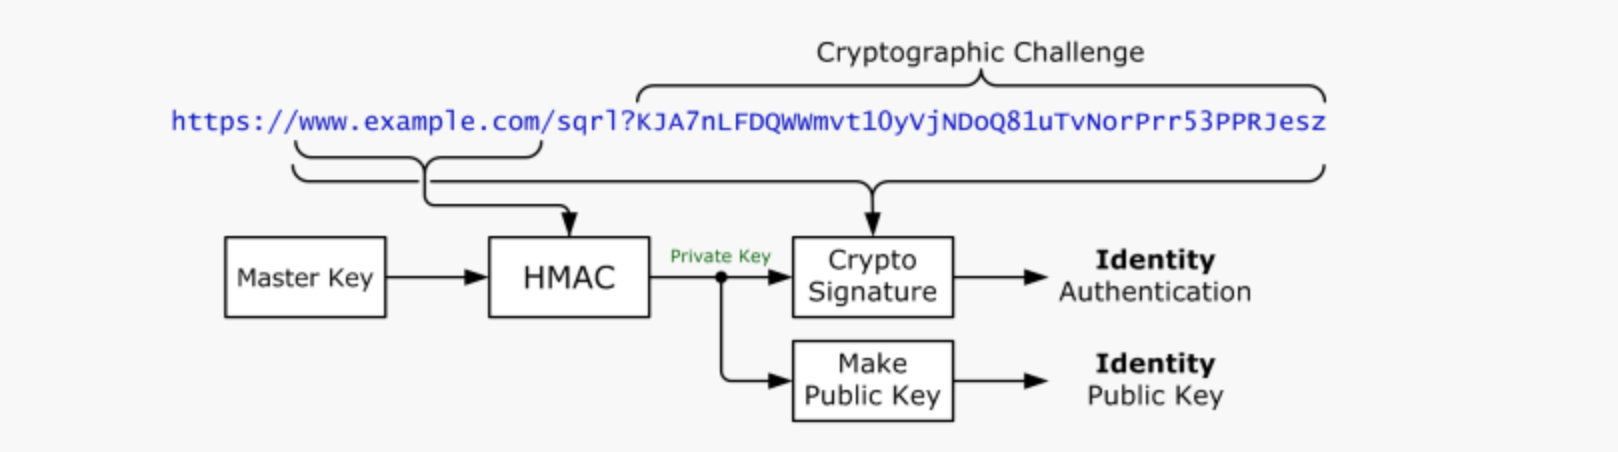 Cryptographic Challenge
https://www.example.com/sqrl?KJA7nLFDQWWmvt10yVjNDoQ81uTvNorPrr53PPRJesz
Master Key
HMAC
Private Key
Crypto
Signature
Identity
Authentication
Make
Public Key
Identity
Public Key